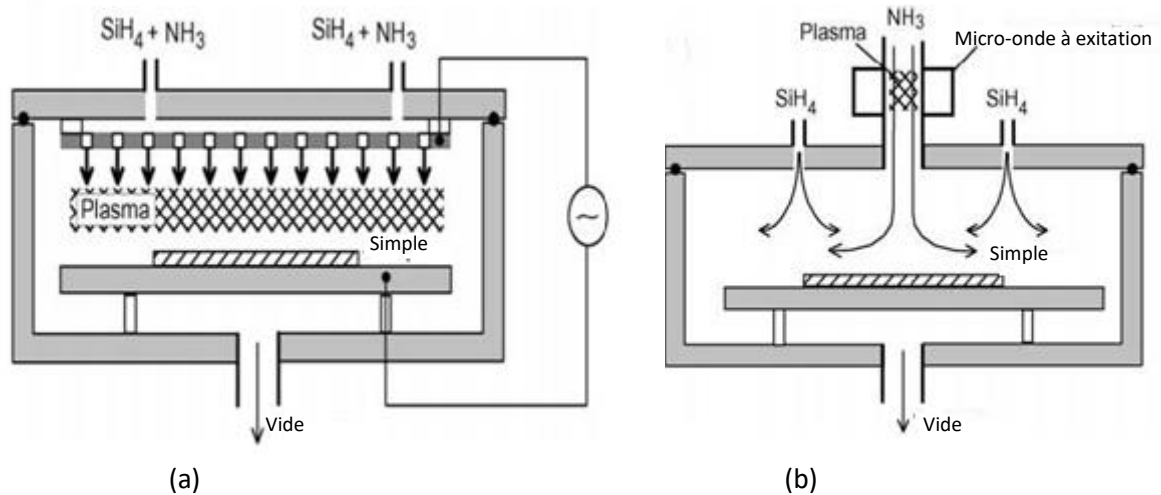 SiH4 + NH3
SiH4 + NH3
Plasma
Simple
Vide
(a)
NH3
Plasma
Micro-onde à exitation
SiH4
SiH4
Simple
Vide
(b)